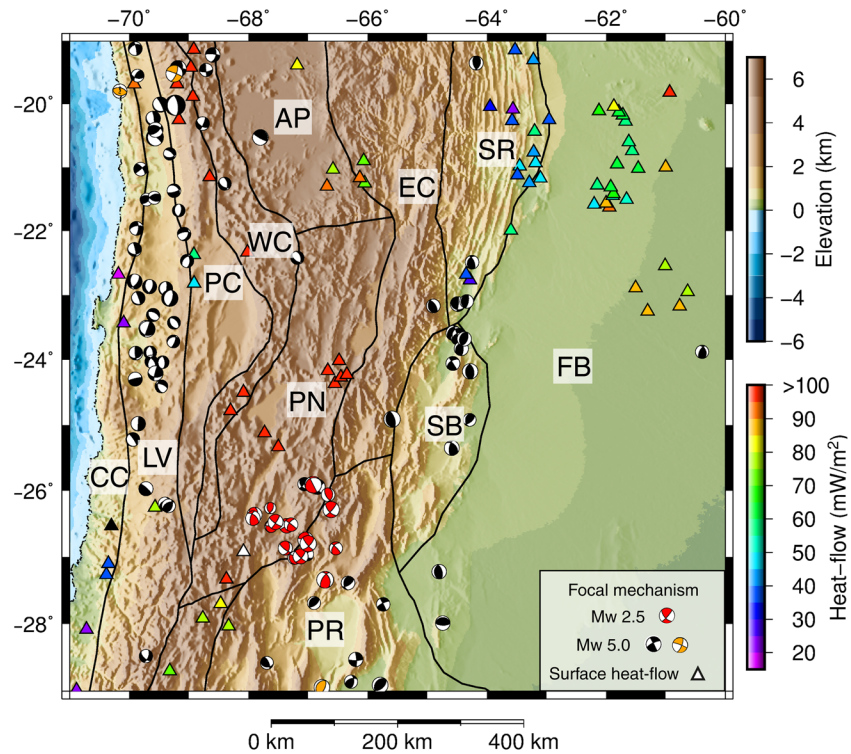 −70˚ −68˚ −66˚ −64˚ −62˚ −60˚
−20˚
−22˚
−24˚
−26˚
−28˚
AP
SR
EC
WC
PC
FB
PN
SB
LV
CC
PR
Focal mechanism
Mw 2.5
Mw 5.0
Surface heat-flow
0 km 200 km 400 km
6
4
2
0
−2
−4
−6
Elevation (km)
>100
90
80
70
60
50
40
30
20
Heat−flow (mW/m²)